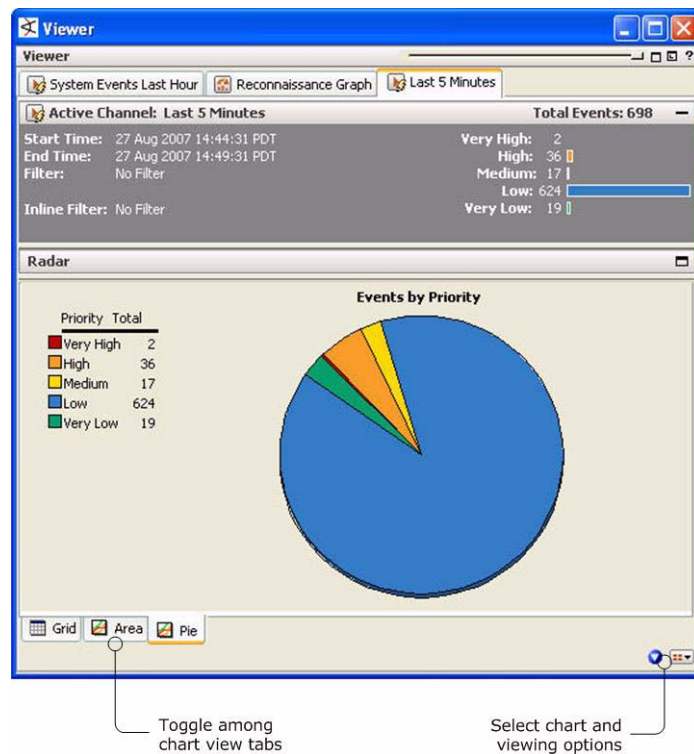 Viewer
Viewer
?
System Events Last Hour
Reconnaissance Graph
Last 5 Minutes
Active Channel: Last 5 Minutes
Total Events: 698
Start Time: 27 Aug 2007 14:44:31 PDT
End Time: 27 Aug 2007 14:49:31 PDT
Filter: No Filter
Inline Filter: No Filter
Very High: 2
High: 36
Medium: 17
Low: 624
Very Low: 19
Radar
Events by Priority
Priority Total
Very High 2
High 36
Medium 17
Low 624
Very Low 19
Grid
Area
Pie
Toggle among
chart view tabs
Select chart and
viewing options